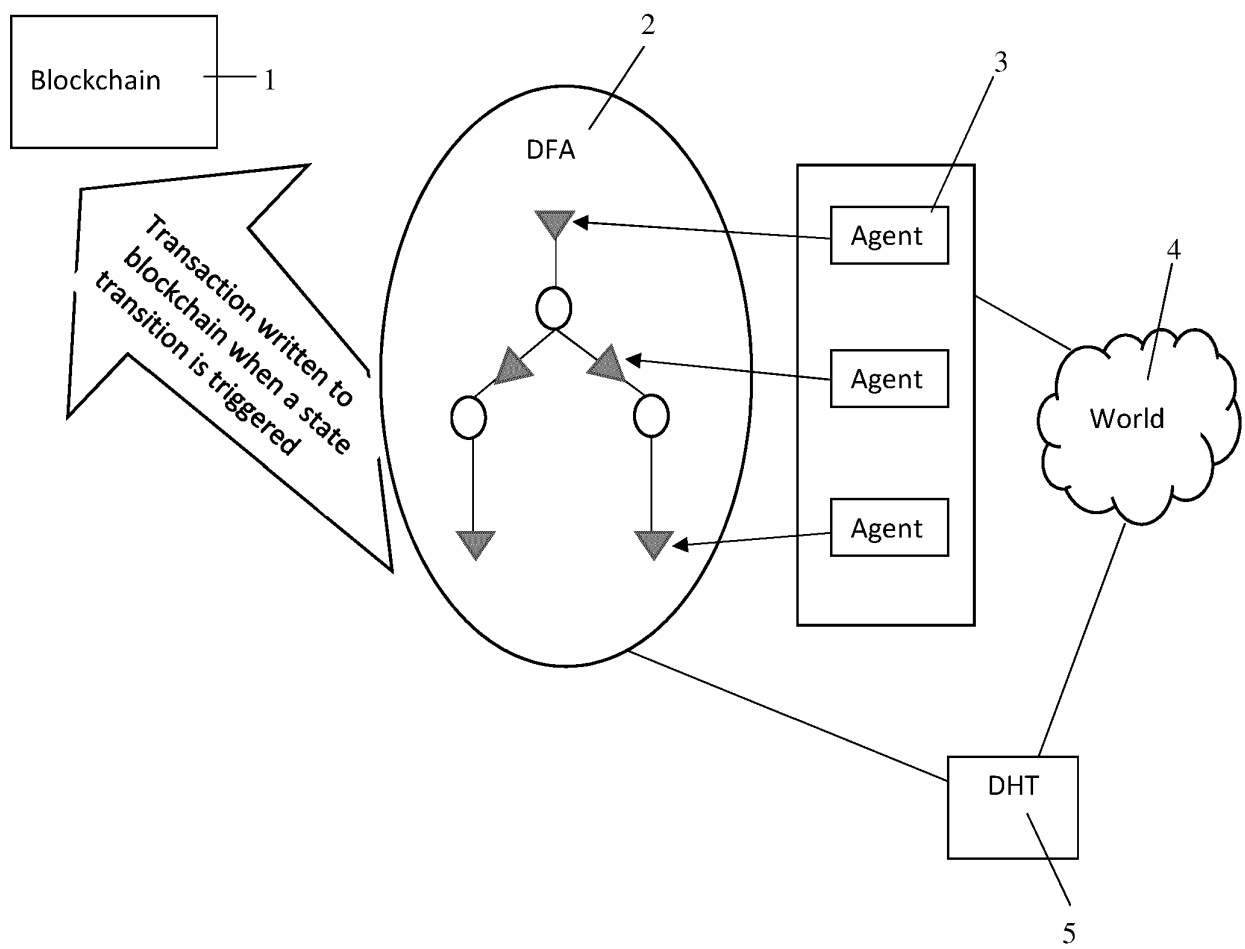 2
Blockchain
1
3
DFA
Agent
4
Transaction written to
blockchain when a state
transition is triggered
Agent
World
Agent
DHT
5